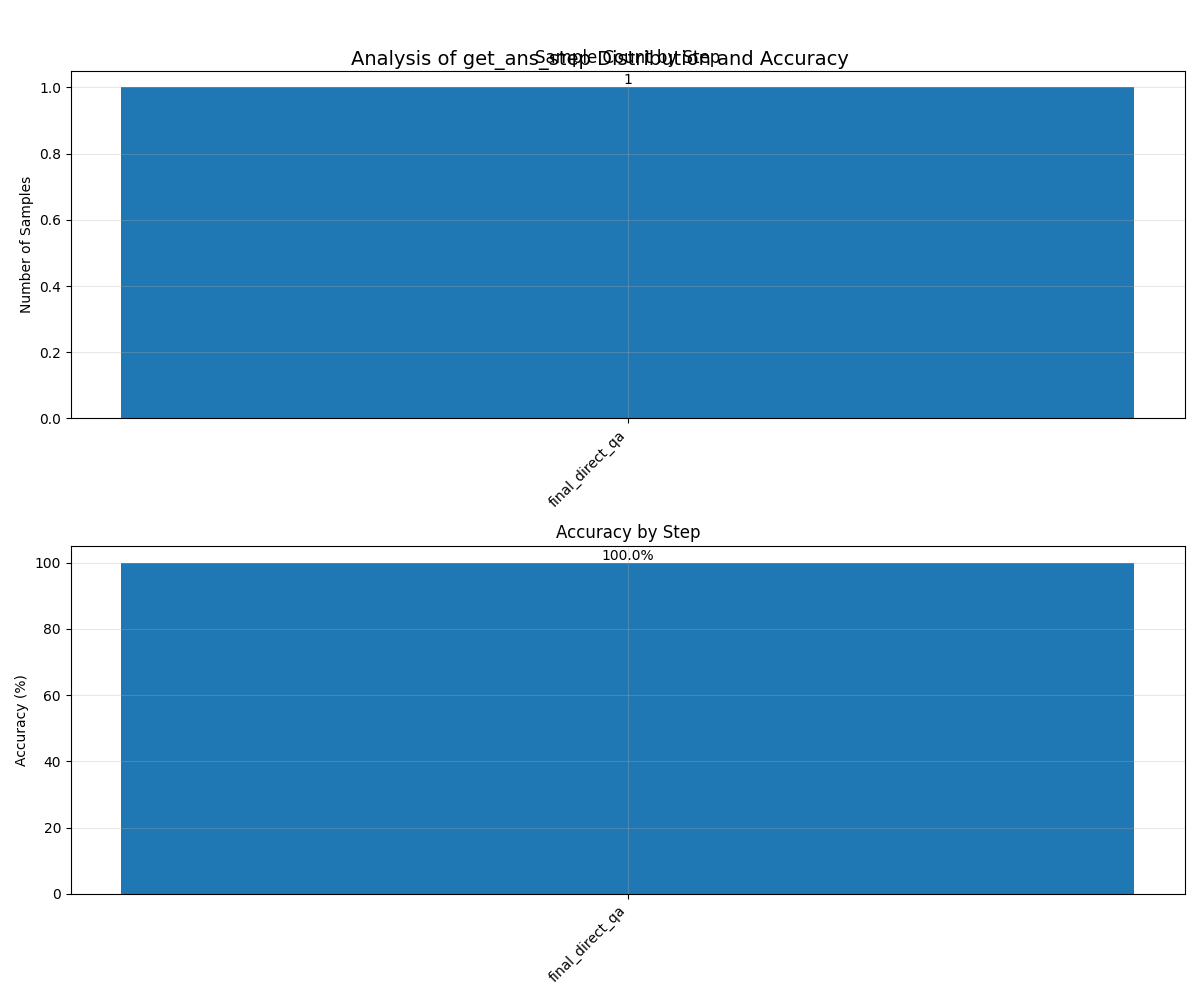 Analysis of get_ans_step Distribution and Accuracy
Sample Count by Step
1
1.0
0.8
0.6
0.4
0.2
0.0
Number of Samples
final_direct_qa
Accuracy by Step
100.0%
100
80
60
40
20
0
Accuracy (%)
final_direct_qa